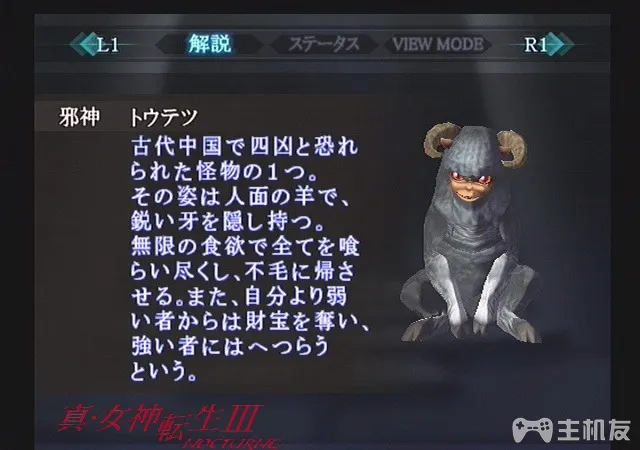 L1
解説
ステータス
VIEW MODE
R1
邪神 トウテツ
古代中国で四凶と恐れ
られた怪物の1つ。
その姿は人面の羊で、
鋭い牙を隠し持つ。
無限の食欲で全てを喰
らい尽くし、不毛に帰さ
せる。また、自分より弱
い者からは財宝を奪い、
強い者にはへつらう
という。
真・女神転生III
NOCTURNE
主机友